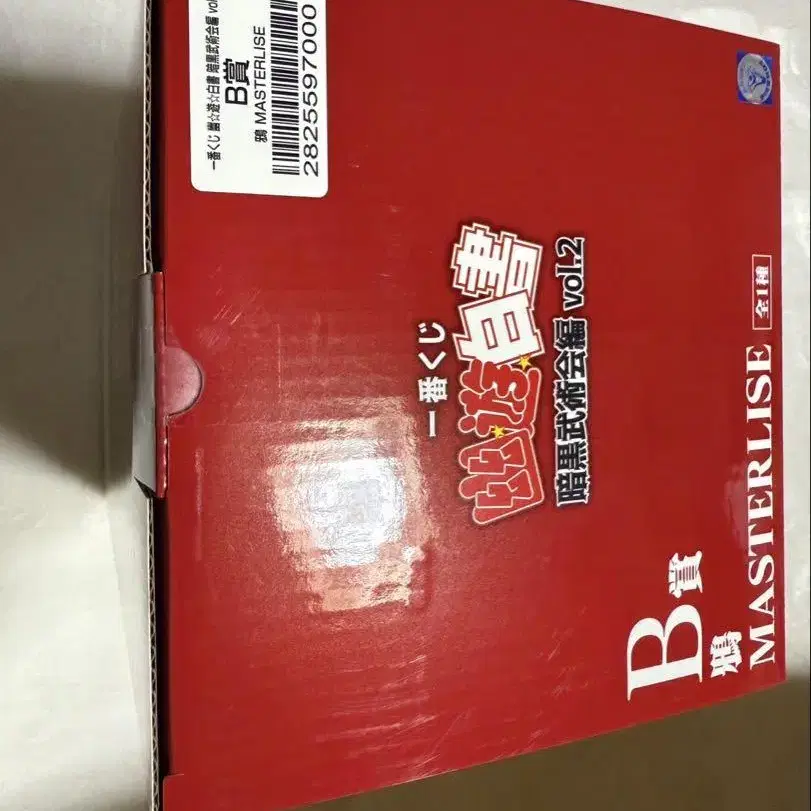 一番くじ 幽☆遊☆白書 暗黒武術会編 vol
B賞
鴉 MASTERLISE
2825597000
一番くじ
幽遊白書
暗黒武術会編 vol.2
B賞
鴉
MASTERLISE 全1種